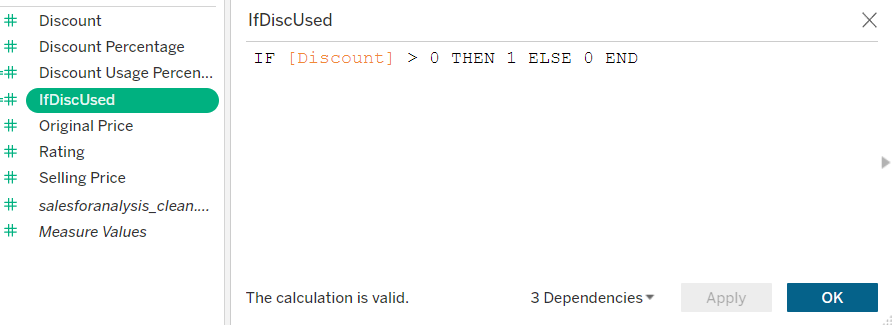 Discount
Discount Percentage
Discount Usage Percen...
IfDiscUsed
Original Price
Rating
Selling Price
salesforanalysis_clean....
Measure Values
IfDiscUsed
IF [Discount] > 0 THEN 1 ELSE 0 END
The calculation is valid.
3 Dependencies
Apply
OK